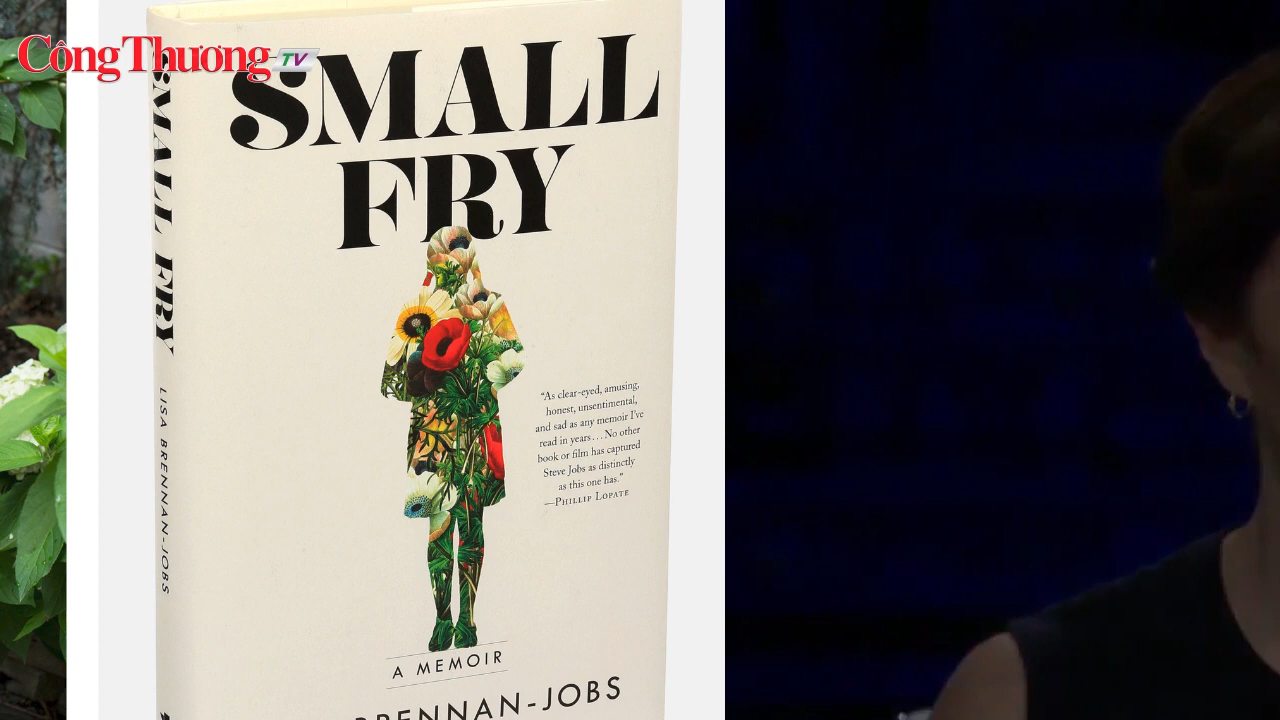 CôngThương TV
SMALL
FRY
SMALL FRY
LISA BRENNAN-JOBS
“As clear-eyed, amusing,
honest, unsentimental,
and sad as any memoir I’ve
read in years . . . No other
book or film has captured
Steve Jobs as distinctly
as this one has.”
—PHILLIP LOPATE
A MEMOIR
BRENNAN-JOBS